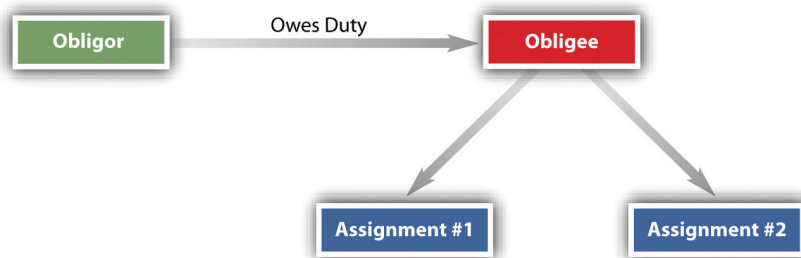 Owes Duty
Obligor
Obligee
Assignment #1
Assignment #2